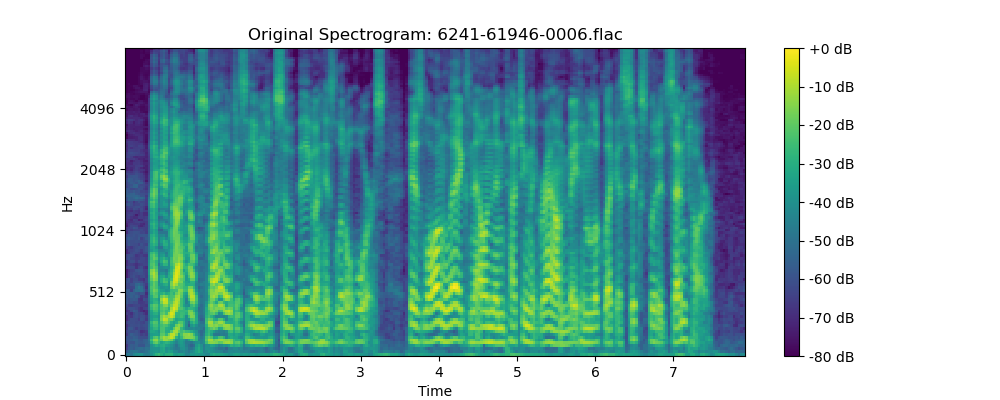 Original Spectrogram: 6241-61946-0006.flac
Hz
4096
2048
1024
512
0
0 1 2 3 4 5 6 7
Time
+0 dB
-10 dB
-20 dB
-30 dB
-40 dB
-50 dB
-60 dB
-70 dB
-80 dB